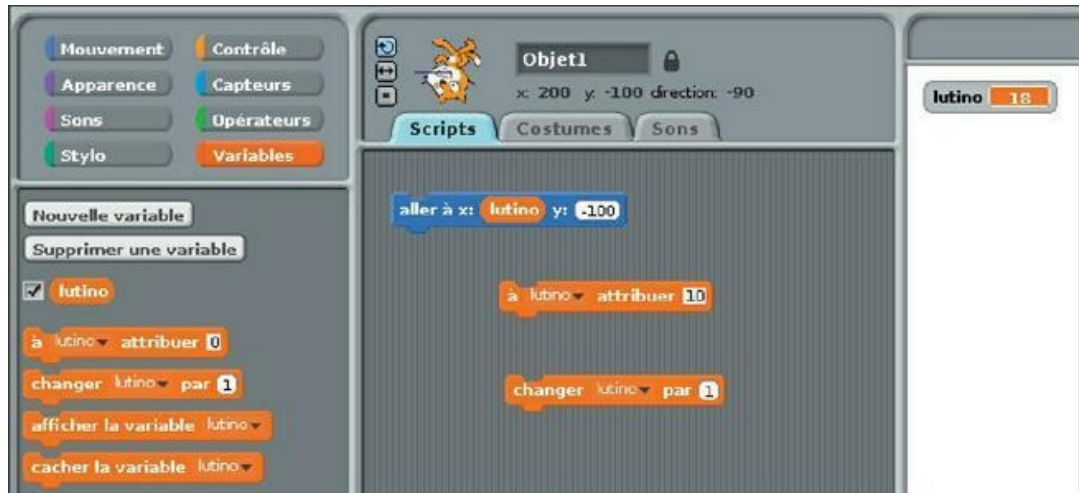 Mouvement Contrôle
Apparence Capteurs
Sons Opérateurs
Stylo Variables
Nouvelle variable
Supprimer une variable
lutino
à lutino attribuer 0
changer lutino par 1
afficher la variable lutino
cacher la variable lutino
Objet1
x: 200 y: -100 direction: -90
Scripts Costumes Sons
aller à x: lutino y: -100
à lutino attribuer 10
changer lutino par 1
lutino 18